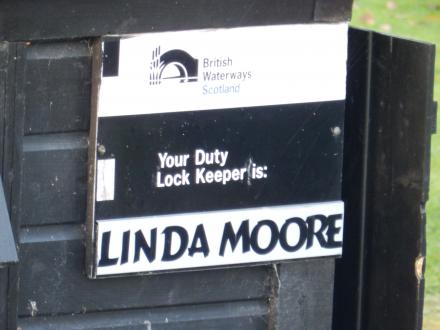 British
Waterways
Scotland
Your Duty
Lock Keeper is:
LINDA MOORE